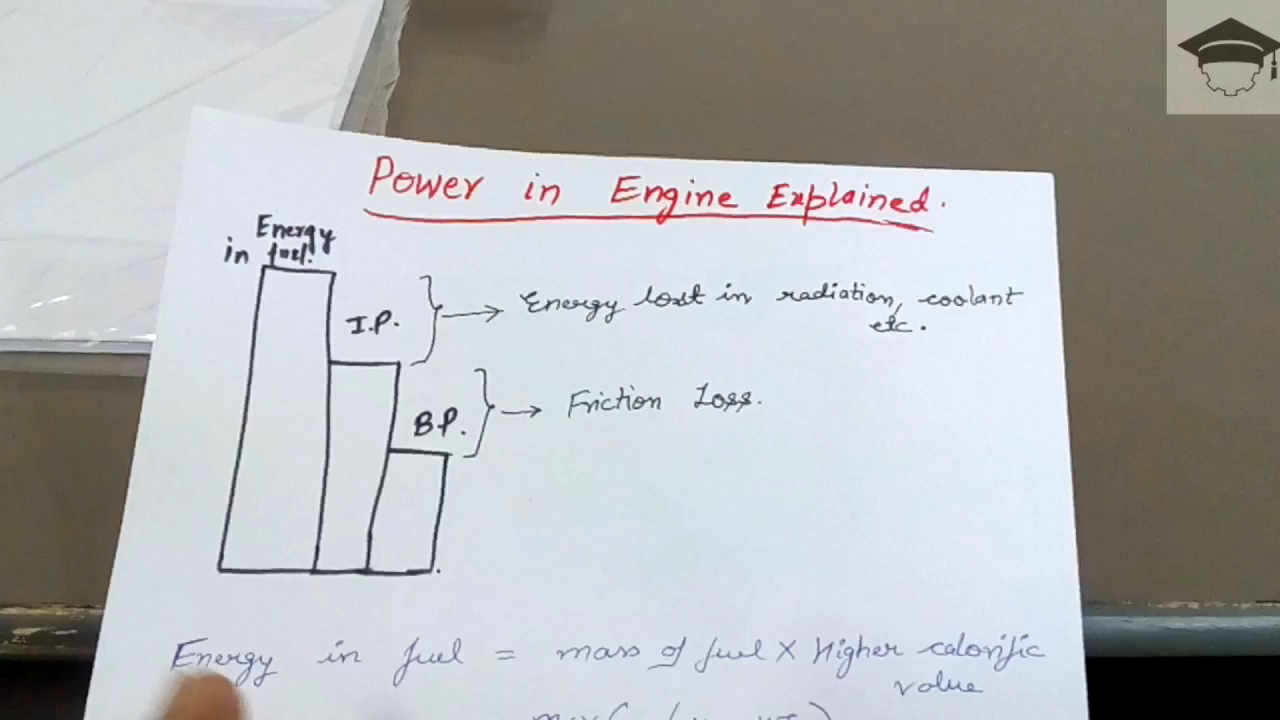 Power in Engine Explained.
Energy
in fuel.
I.P.
Energy lost in radiation, coolant
etc.
B.P.
Friction Loss.
Energy in fuel = mass of fuel X Higher calorific
value